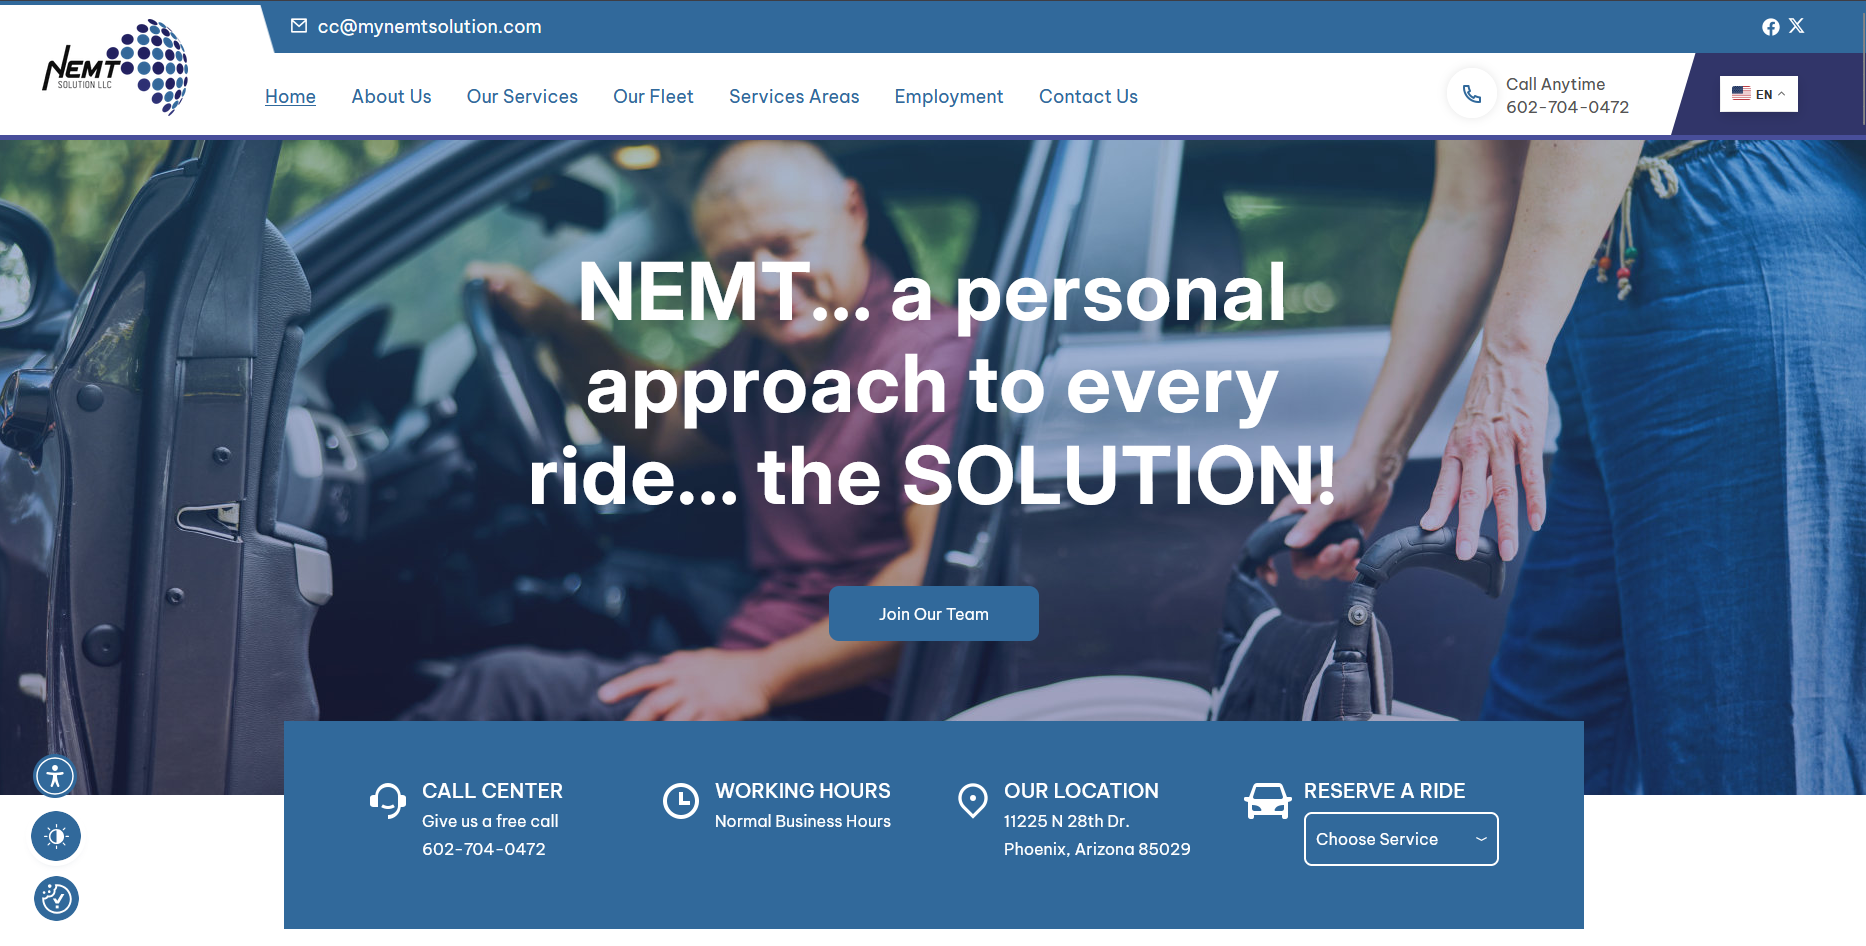 NEMT
SOLUTION LLC
cc@mynemtsolution.com
Home
About Us
Our Services
Our Fleet
Services Areas
Employment
Contact Us
Call Anytime
602-704-0472
EN
NEMT... a personal
approach to every
ride... the SOLUTION!
Join Our Team
CALL CENTER
Give us a free call
602-704-0472
WORKING HOURS
Normal Business Hours
OUR LOCATION
11225 N 28th Dr.
Phoenix, Arizona 85029
RESERVE A RIDE
Choose Service